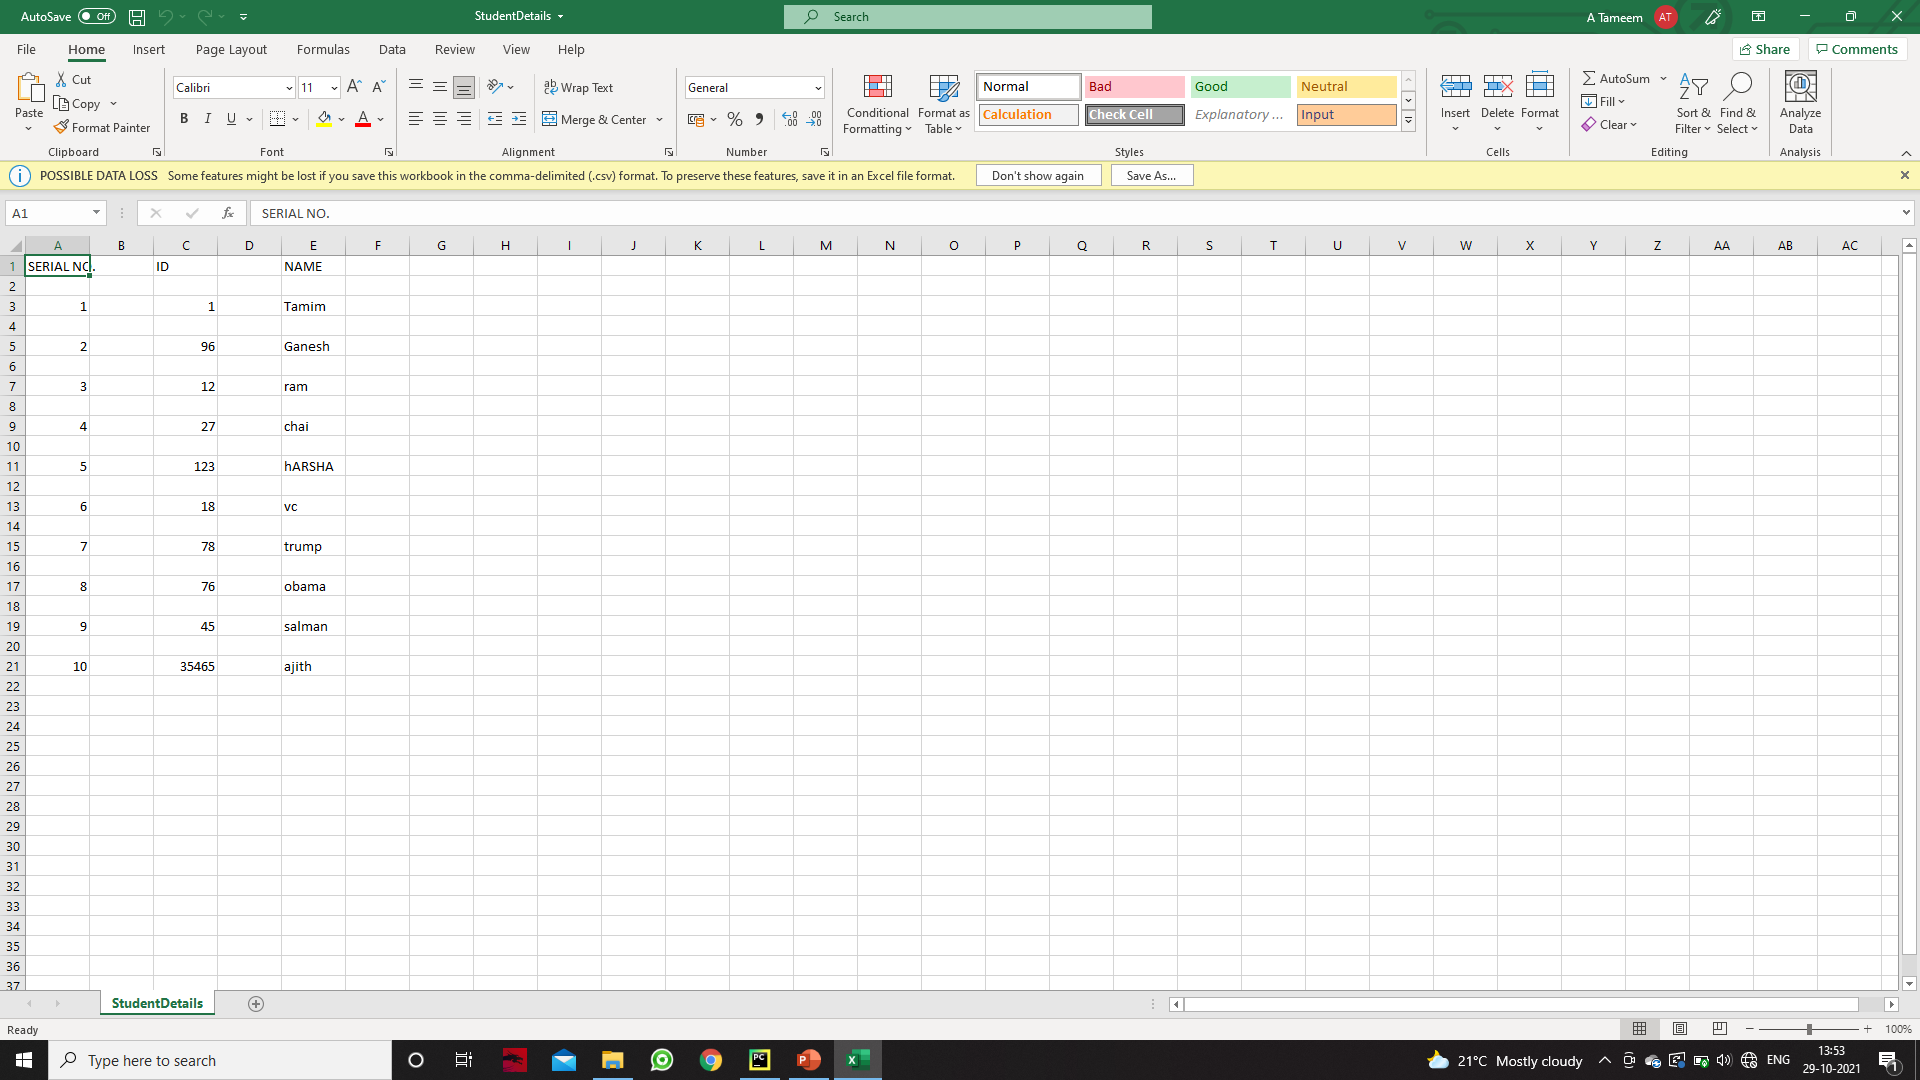 AutoSave Off StudentDetails Search A Tameem AT
File Home Insert Page Layout Formulas Data Review View Help Share Comments
Paste Cut Copy Format Painter Clipboard
Calibri 11 B I U A A Font
ab Wrap Text Merge & Center Alignment
General % Number
Conditional Formatting Format as Table
Normal Bad Good Neutral
Calculation Check Cell Explanatory ... Input
Styles
Insert Delete Format Cells
AutoSum Fill Clear Sort & Filter Find & Select Editing
Analyze Data Analysis
POSSIBLE DATA LOSS Some features might be lost if you save this workbook in the comma-delimited (.csv) format. To preserve these features, save it in an Excel file format. Don't show again Save As...
A1 fx SERIAL NO.
A B C D E F G H I J K L M N O P Q R S T U V W X Y Z AA AB AC
1 SERIAL NO. ID NAME
2
3 1 1 Tamim
4
5 2 96 Ganesh
6
7 3 12 ram
8
9 4 27 chai
10
11 5 123 hARSHA
12
13 6 18 vc
14
15 7 78 trump
16
17 8 76 obama
18
19 9 45 salman
20
21 10 35465 ajith
22
23
24
25
26
27
28
29
30
31
32
33
34
35
36
37
StudentDetails
Ready 100%
Type here to search PC P X 21°C Mostly cloudy ENG 13:53 1
29-10-2021